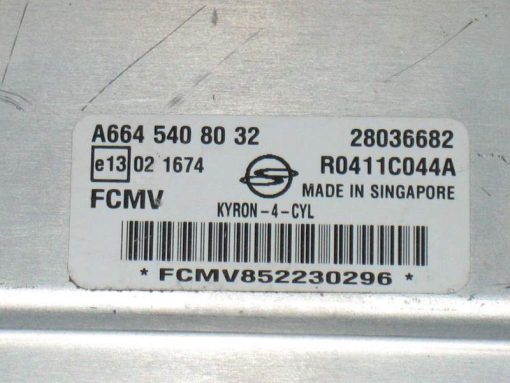 A664 540 80 32 28036682
e13 02 1674 R0411C044A
FCMV MADE IN SINGAPORE
KYRON-4-CYL
* FCMV852230296 *